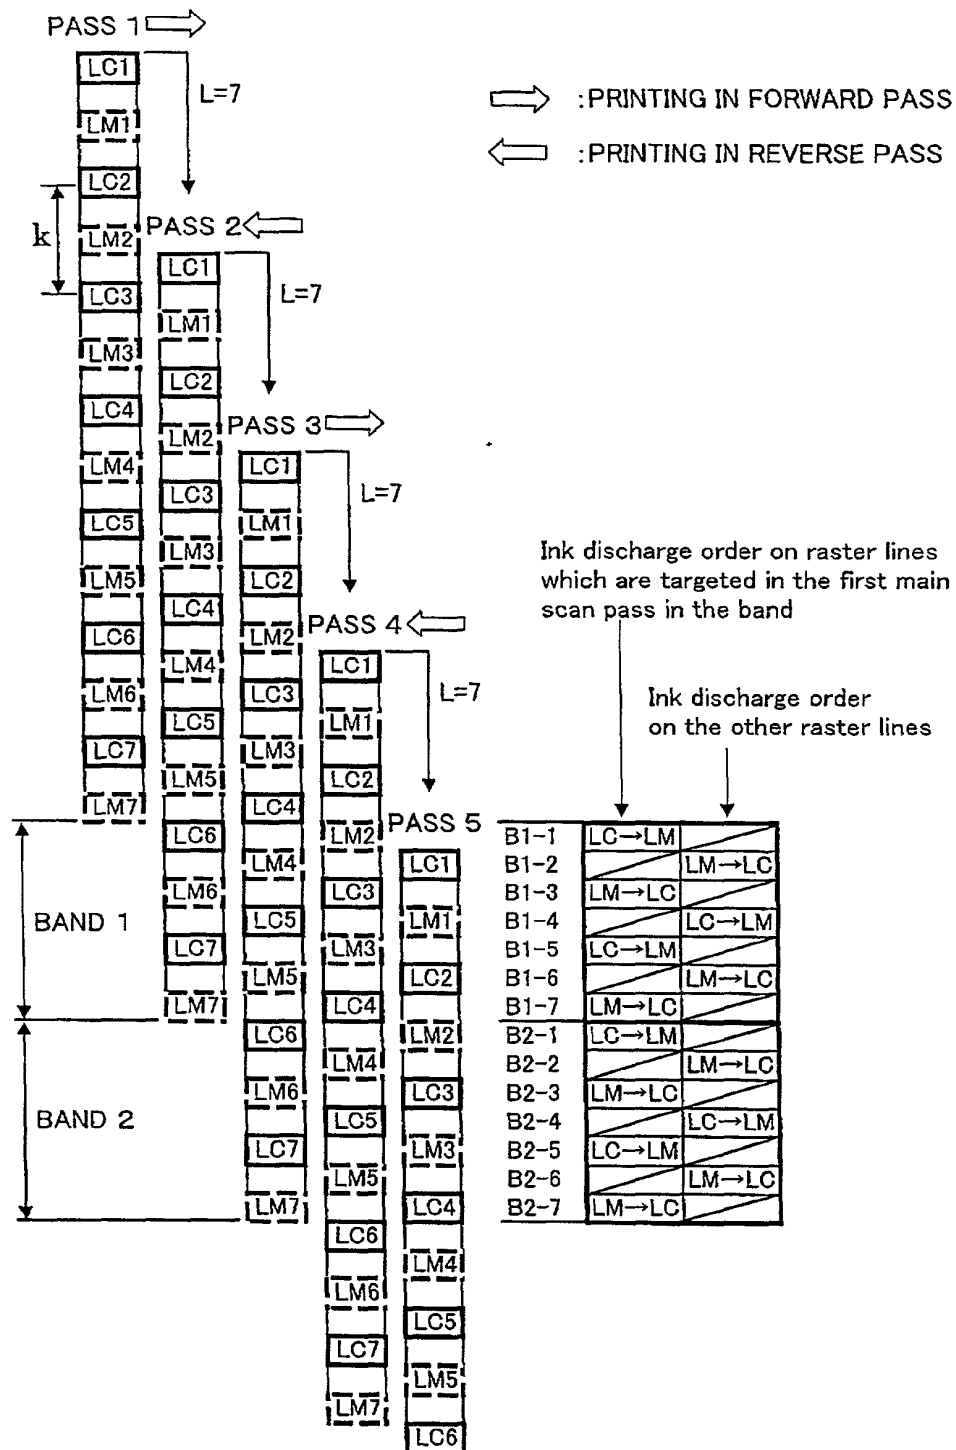 PASS 1
LC1
LM1
LC2
LM2
LC3
LM3
LC4
LM4
LC5
LM5
LC6
LM6
LC7
LM7
L=7
k
:PRINTING IN FORWARD PASS
:PRINTING IN REVERSE PASS
PASS 2
LC1
LM1
LC2
LM2
LC3
LM3
LC4
LM4
LC5
LM5
LC6
LM6
LC7
LM7
L=7
PASS 3
LC1
LM1
LC2
LM2
LC3
LM3
LC4
LM4
LC5
LM5
LC6
LM6
LC7
LM7
L=7
PASS 4
LC1
LM1
LC2
LM2
LC3
LM3
LC4
LM4
LC5
LM5
LC6
LM6
LC7
LM7
L=7
PASS 5
LC1
LM1
LC2
LM2
LC3
LM3
LC4
LM4
LC5
LM5
LC6
BAND 1
BAND 2
Ink discharge order on raster lines
which are targeted in the first main
scan pass in the band
Ink discharge order
on the other raster lines
B1-1 LC→LM
B1-2 LM→LC
B1-3 LM→LC
B1-4 LC→LM
B1-5 LC→LM
B1-6 LM→LC
B1-7 LM→LC
B2-1 LC→LM
B2-2 LM→LC
B2-3 LM→LC
B2-4 LC→LM
B2-5 LC→LM
B2-6 LM→LC
B2-7 LM→LC